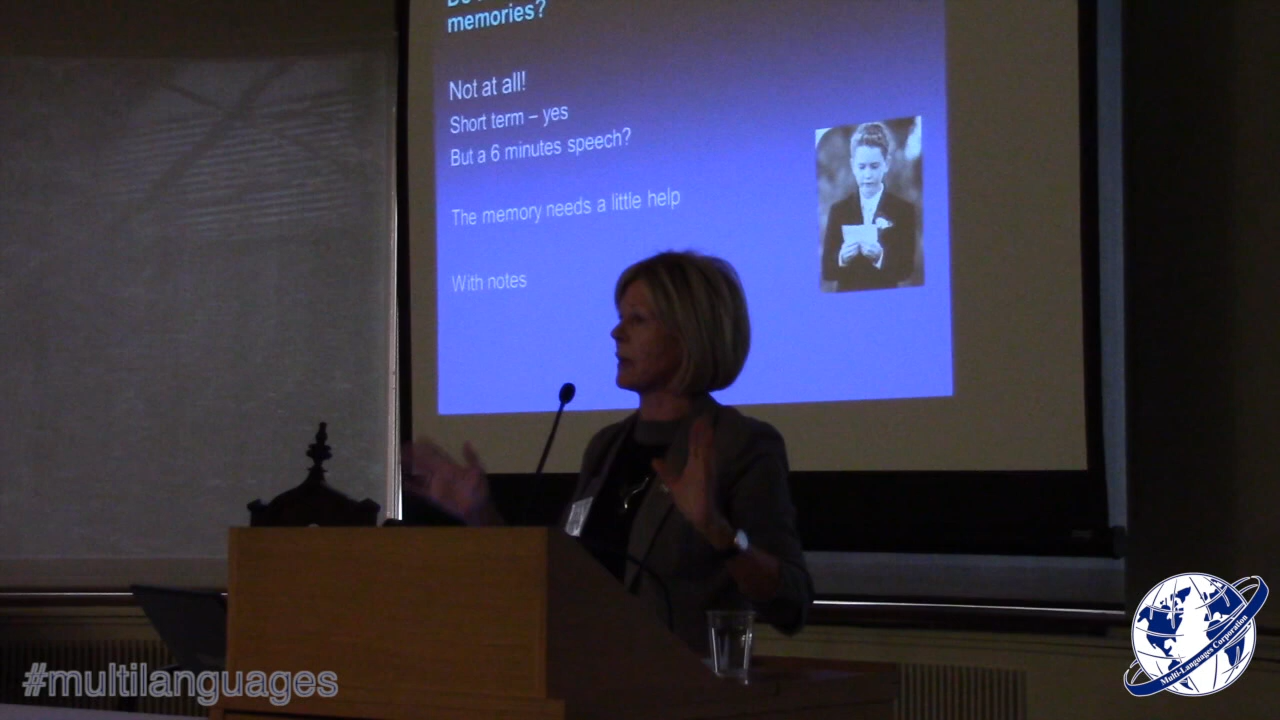 memories?
Not at all!
Short term – yes
But a 6 minutes speech?
The memory needs a little help
With notes
#multilanguages
Multi-Languages Corporation